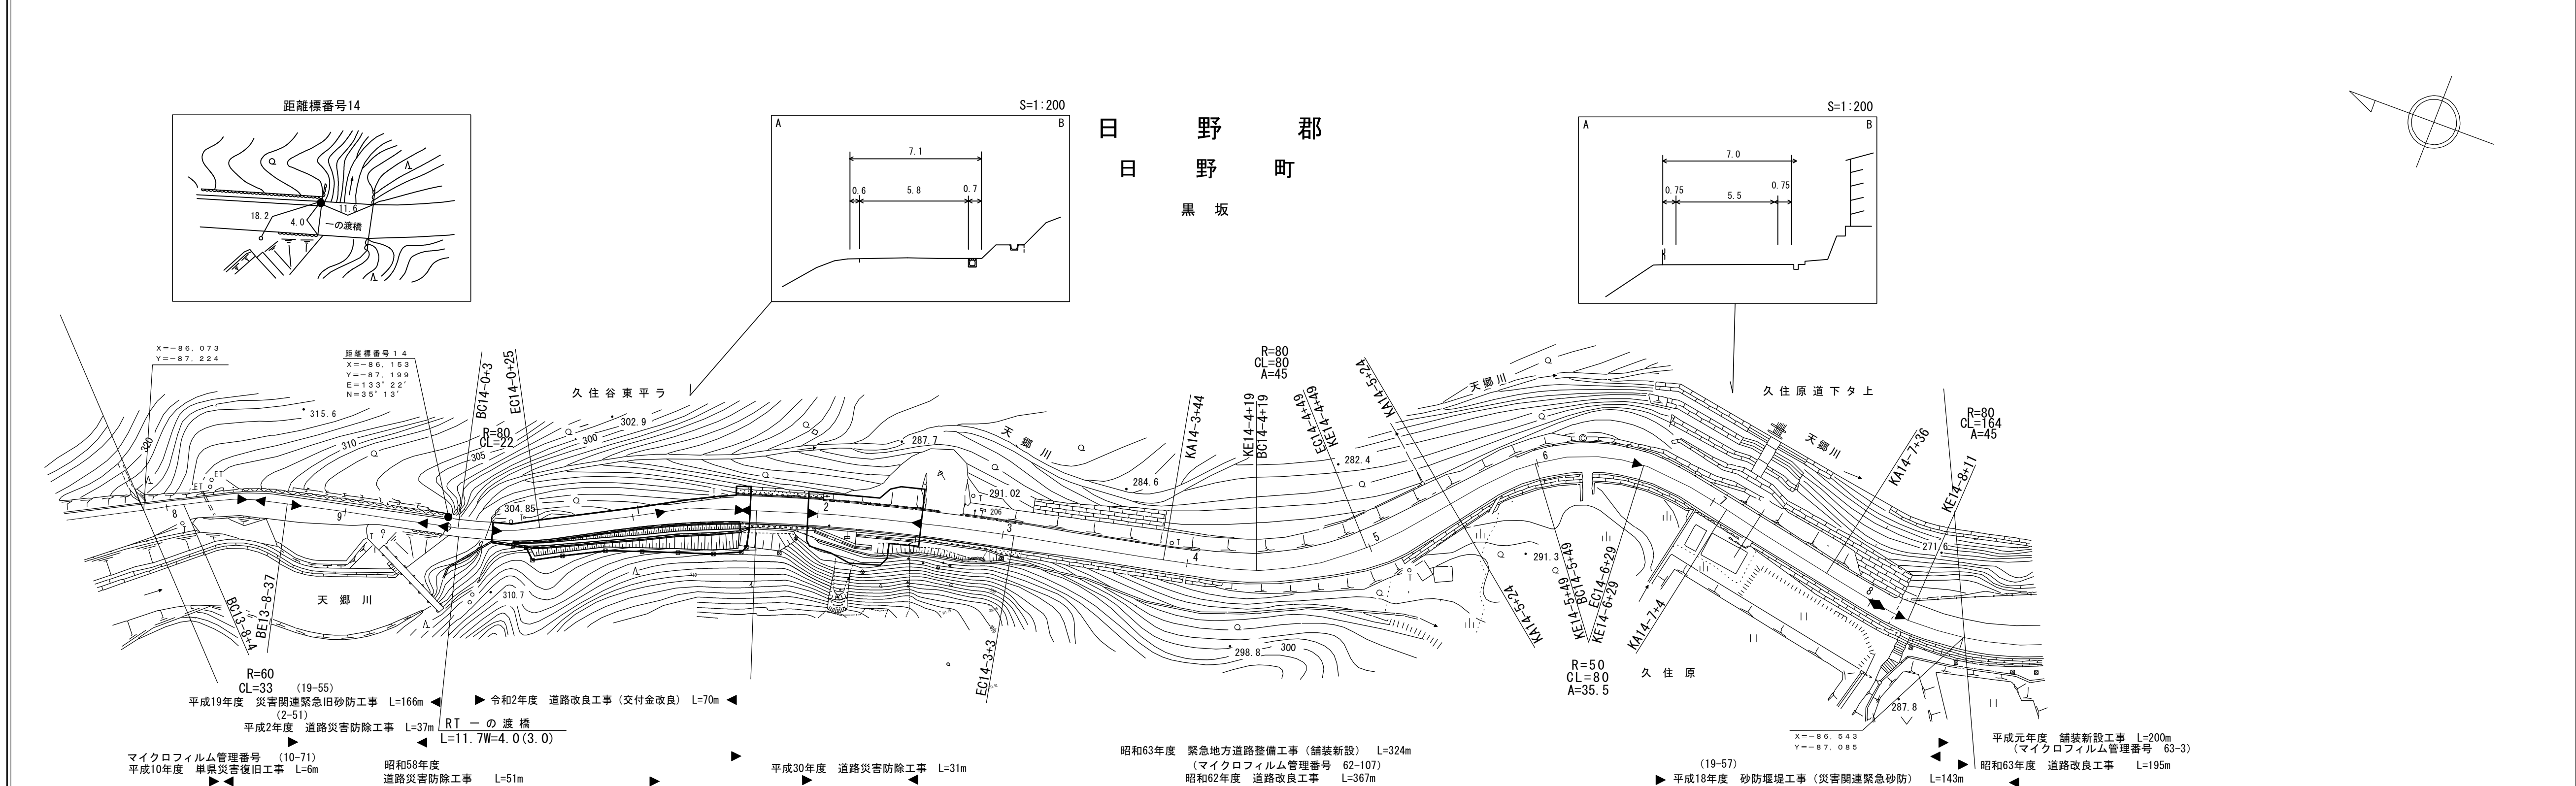 距離標番号14
18.2
4.0
11.6
一の渡橋
S=1:200
A
B
7.1
0.6
5.8
0.7
日野郡
日野町
黒坂
S=1:200
A
B
7.0
0.75
5.5
0.75
X=-86.073
Y=-87.224
距離標番号14
X=-86.153
Y=-87.199
E=133°22′
N=35°13′
BC14-0+3
EC14-0+25
R=80
CL=22
久住谷東平ラ
R=80
CL=80
A=45
KA14-3+44
KE14-4+19
BC14-4+19
EC14-4+49
KE14-4+49
KA14-5+24
天郷川
久住原道下タ上
天郷川
R=80
CL=164
A=45
KA14-7+36
KE14-8+11
315.6
320
310
305
300
302.9
287.7
天郷川
284.6
282.4
291.02
206
304.85
310.7
271.6
291.3
298.8
300
287.8
ET
ET
8
9
1
2
3
4
5
6
7
8
天郷川
BC13-8+4
BE13-8-37
EC14-3+3
KA14-5+24
KE14-5+49
BC14-5+49
EC14-6+29
KE14-6+29
KA14-7+4
R=50
CL=80
A=35.5
久住原
R=60
CL=33
(19-55)
平成19年度 災害関連緊急旧砂防工事 L=166m
令和2年度 道路改良工事(交付金改良) L=70m
(2-51)
平成2年度 道路災害防除工事 L=37m
RT 一の渡橋
L=11.7W=4.0(3.0)
マイクロフィルム管理番号 (10-71)
平成10年度 単県災害復旧工事 L=6m
昭和58年度
道路災害防除工事 L=51m
平成30年度 道路災害防除工事 L=31m
昭和63年度 緊急地方道路整備工事(舗装新設) L=324m
(マイクロフィルム管理番号 62-107)
昭和62年度 道路改良工事 L=367m
X=-86.543
Y=-87.085
(19-57)
平成18年度 砂防堰堤工事(災害関連緊急砂防) L=143m
平成元年度 舗装新設工事 L=200m
(マイクロフィルム管理番号 63-3)
昭和63年度 道路改良工事 L=195m